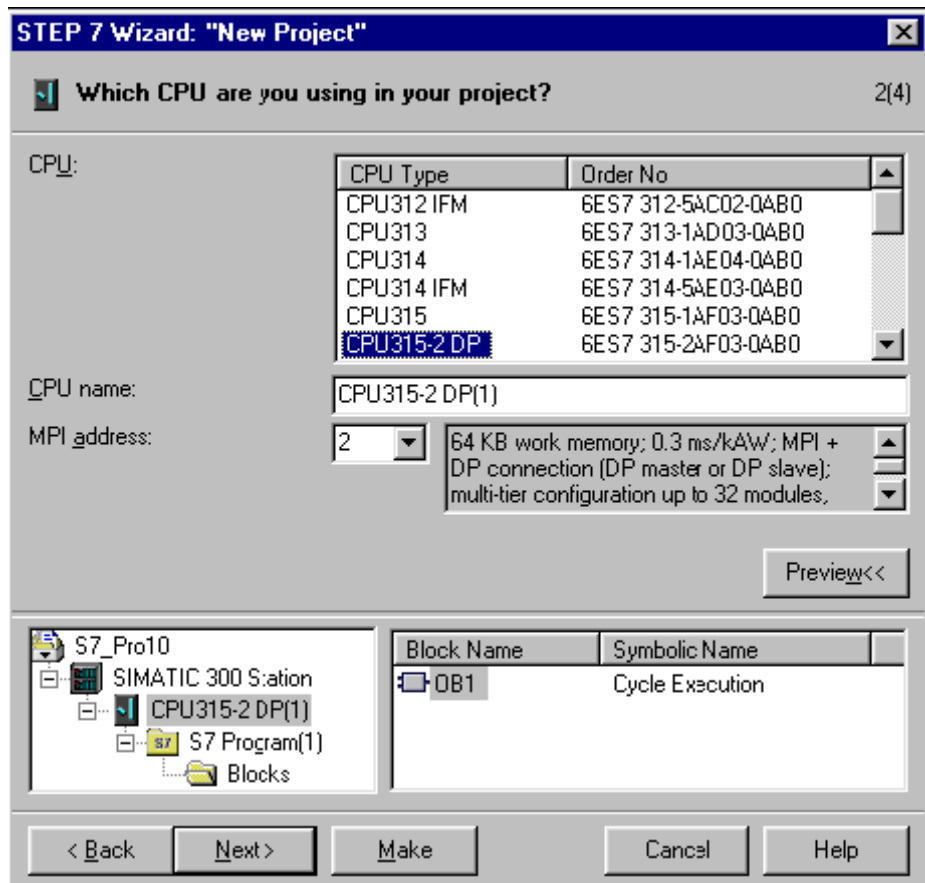 STEP 7 Wizard: "New Project"
Which CPU are you using in your project? 2(4)
CPU:
CPU Type Order No
CPU312 IFM 6ES7 312-5AC02-0AB0
CPU313 6ES7 313-1AD03-0AB0
CPU314 6ES7 314-1AE04-0AB0
CPU314 IFM 6ES7 314-5AE03-0AB0
CPU315 6ES7 315-1AF03-0AB0
CPU315-2 DP 6ES7 315-2AF03-0AB0
CPU name: CPU315-2 DP(1)
MPI address: 2
64 KB work memory; 0.3 ms/kAW; MPI +
DP connection (DP master or DP slave);
multi-tier configuration up to 32 modules,
Preview<<
S7_Pro10
SIMATIC 300 Station
CPU315-2 DP(1)
S7 S7 Program(1)
Blocks
Block Name Symbolic Name
OB1 Cycle Execution
< Back Next > Make Cancel Help